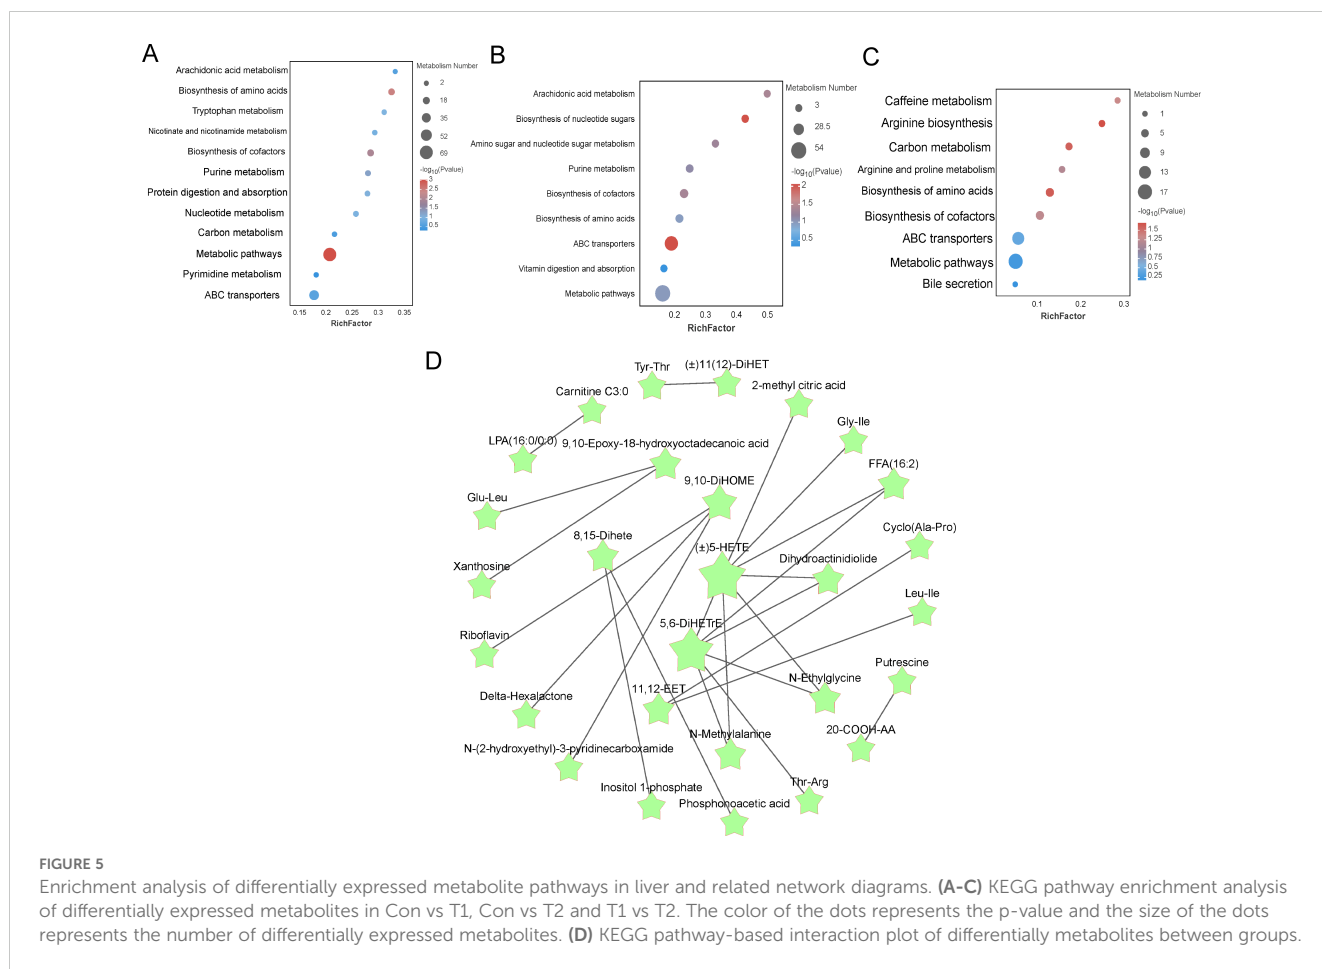 A
Arachidonic acid metabolism
Biosynthesis of amino acids
Tryptophan metabolism
Nicotinate and nicotinamide metabolism
Biosynthesis of cofactors
Purine metabolism
Protein digestion and absorption
Nucleotide metabolism
Carbon metabolism
Metabolic pathways
Pyrimidine metabolism
ABC transporters
0.15 0.2 0.25 0.3 0.35
RichFactor
Metabolism Number
2
18
35
52
69
-log10(Pvalue)
3
2.5
2
1.5
1
0.5
B
Arachidonic acid metabolism
Biosynthesis of nucleotide sugars
Amino sugar and nucleotide sugar metabolism
Purine metabolism
Biosynthesis of cofactors
Biosynthesis of amino acids
ABC transporters
Vitamin digestion and absorption
Metabolic pathways
0.2 0.3 0.4 0.5
RichFactor
Metabolism Number
3
28.5
54
-log10(Pvalue)
2
1.5
1
0.5
C
Caffeine metabolism
Arginine biosynthesis
Carbon metabolism
Arginine and proline metabolism
Biosynthesis of amino acids
Biosynthesis of cofactors
ABC transporters
Metabolic pathways
Bile secretion
0.1 0.2 0.3
RichFactor
Metabolism Number
1
5
9
13
17
-log10(Pvalue)
1.5
1.25
1
0.75
0.5
0.25
D
Tyr-Thr
(±)11(12)-DiHET
2-methyl citric acid
Carnitine C3:0
Gly-Ile
LPA(16:0/0:0)
9,10-Epoxy-18-hydroxyoctadecanoic acid
FFA(16:2)
9,10-DiHOME
Glu-Leu
Cyclo(Ala-Pro)
8,15-Dihete
(±)5-HETE
Dihydroactinidiolide
Xanthosine
Leu-Ile
5,6-DiHETrE
Riboflavin
Putrescine
N-Ethylglycine
11,12-EET
Delta-Hexalactone
20-COOH-AA
N-Methylalanine
N-(2-hydroxyethyl)-3-pyridinecarboxamide
Thr-Arg
Inositol 1-phosphate
Phosphonoacetic acid
FIGURE 5
Enrichment analysis of differentially expressed metabolite pathways in liver and related network diagrams. (A-C) KEGG pathway enrichment analysis
of differentially expressed metabolites in Con vs T1, Con vs T2 and T1 vs T2. The color of the dots represents the p-value and the size of the dots
represents the number of differentially expressed metabolites. (D) KEGG pathway-based interaction plot of differentially metabolites between groups.